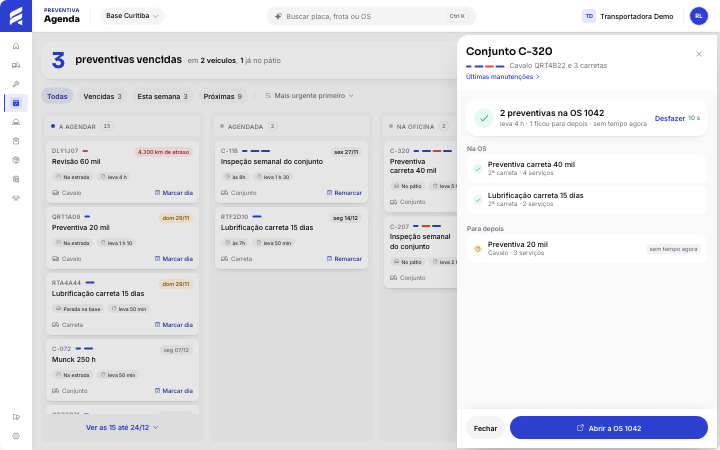 PREVENTIVA
Agenda
Base Curitiba
Buscar placa, frota ou OS
Ctrl K
TD
Transportadora Demo
RL
3 preventivas vencidas em 2 veículos, 1 já no pátio
Todas
Vencidas 3
Esta semana 3
Próximas 9
Mais urgente primeiro
A AGENDAR 15
DLY1J07
4.300 km de atraso
Revisão 60 mil
Na estrada
leva 4 h
Cavalo
Marcar dia
QRT1A09
dom 29/11
Preventiva 20 mil
Na estrada
leva 1 h 10
Cavalo
Marcar dia
RTA4A44
dom 29/11
Lubrificação carreta 15 dias
Parada na base
leva 50 min
Carreta
Marcar dia
C-072
seg 07/12
Munck 250 h
Na estrada
leva 50 min
Conjunto
Marcar dia
Ver as 15 até 24/12
AGENDADA 2
C-118
sex 27/11
Inspeção semanal do conjunto
às 8h
leva 1 h 30
Conjunto
Remarcar
RTF2D10
seg 14/12
Lubrificação carreta 15 dias
às 7h
leva 50 min
Carreta
Remarcar
NA OFICINA 2
C-320
Preventiva
carreta 40 mil
No pátio
Conjunto
C-207
Inspeção semanal
do conjunto
No pátio
Conjunto
Conjunto C-320
Cavalo QRT4B22 e 3 carretas
Últimas manutenções
2 preventivas na OS 1042
leva 4 h · 1 ficou para depois · sem tempo agora
Desfazer 10 s
Na OS
Preventiva carreta 40 mil
2ª carreta · 4 serviços
Lubrificação carreta 15 dias
2ª carreta · 2 serviços
Para depois
Preventiva 20 mil
Cavalo · 3 serviços
sem tempo agora
Fechar
Abrir a OS 1042